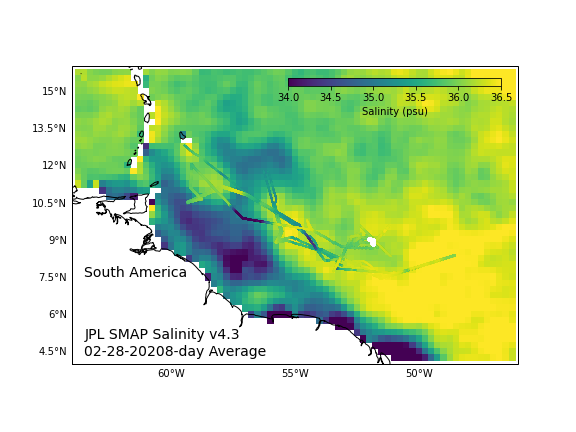 15°N
13.5°N
12°N
10.5°N
9°N
7.5°N
6°N
4.5°N
34.0 34.5 35.0 35.5 36.0 36.5
Salinity (psu)
South America
JPL SMAP Salinity v4.3
02-28-20208-day Average
60°W 55°W 50°W